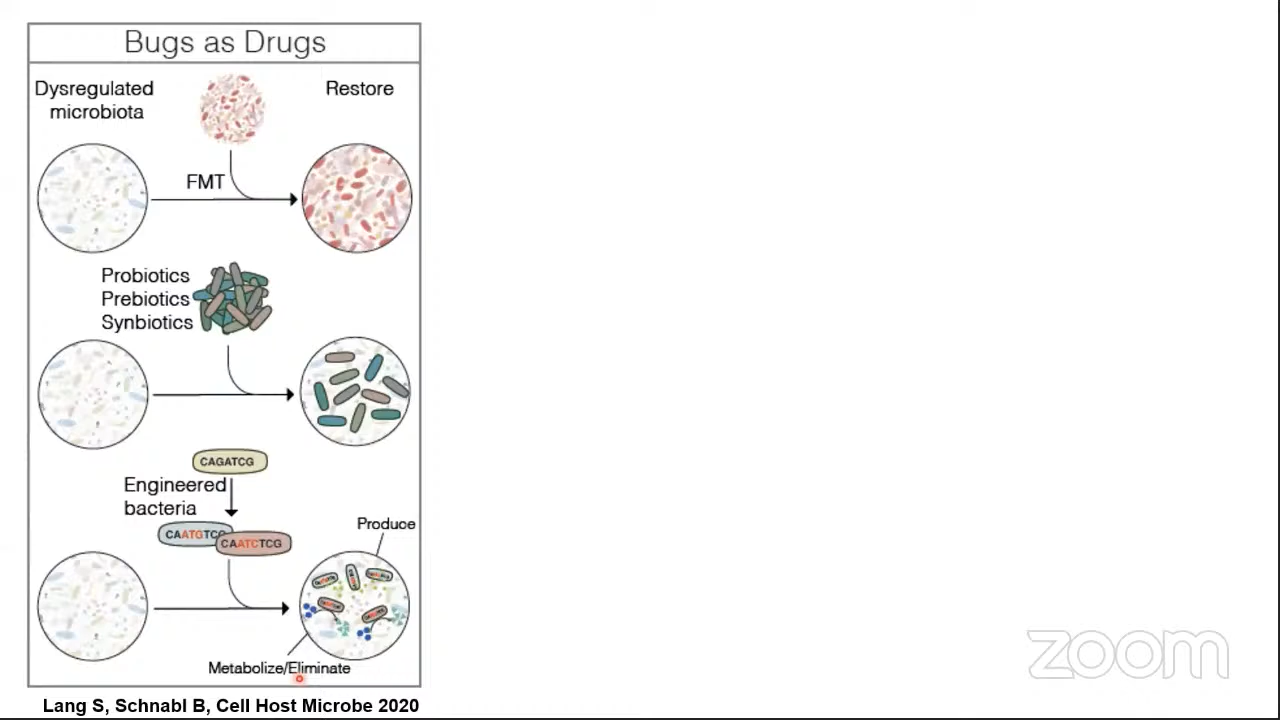 Bugs as Drugs
Dysregulated
microbiota
Restore
FMT
Probiotics
Prebiotics
Synbiotics
CAGATCG
Engineered
bacteria
CAATGTCG
CAATCTCG
Produce
Metabolize/Eliminate
Lang S, Schnabl B, Cell Host Microbe 2020
zoom